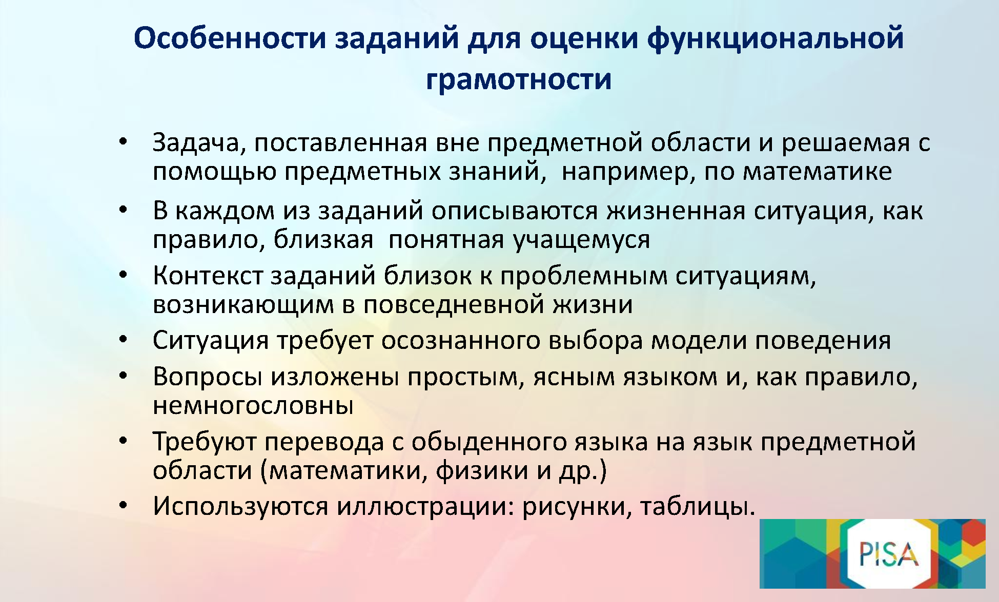 Особенности заданий для оценки функциональной
грамотности
• Задача, поставленная вне предметной области и решаемая с
помощью предметных знаний, например, по математике
• В каждом из заданий описываются жизненная ситуация, как
правило, близкая понятная учащемуся
• Контекст заданий близок к проблемным ситуациям,
возникающим в повседневной жизни
• Ситуация требует осознанного выбора модели поведения
• Вопросы изложены простым, ясным языком и, как правило,
немногословны
• Требуют перевода с обыденного языка на язык предметной
области (математики, физики и др.)
• Используются иллюстрации: рисунки, таблицы.
PISA